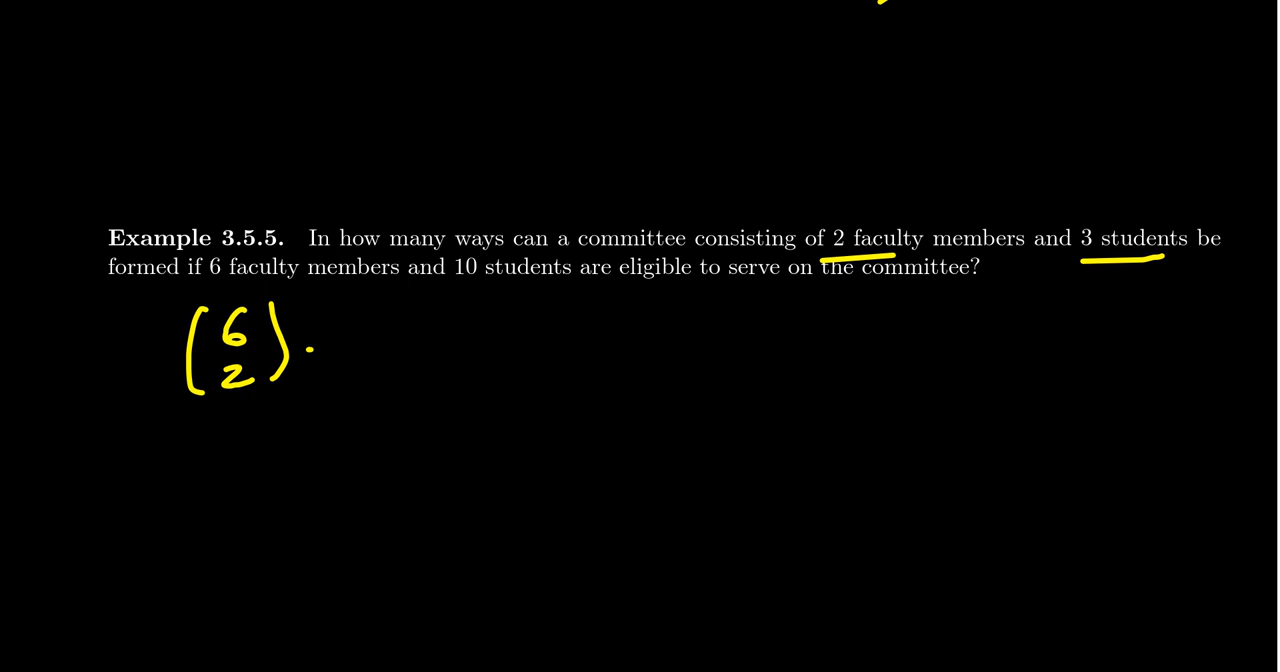 Example 3.5.5. In how many ways can a committee consisting of 2 faculty members and 3 students be
formed if 6 faculty members and 10 students are eligible to serve on the committee?
( 6
2 ) ·